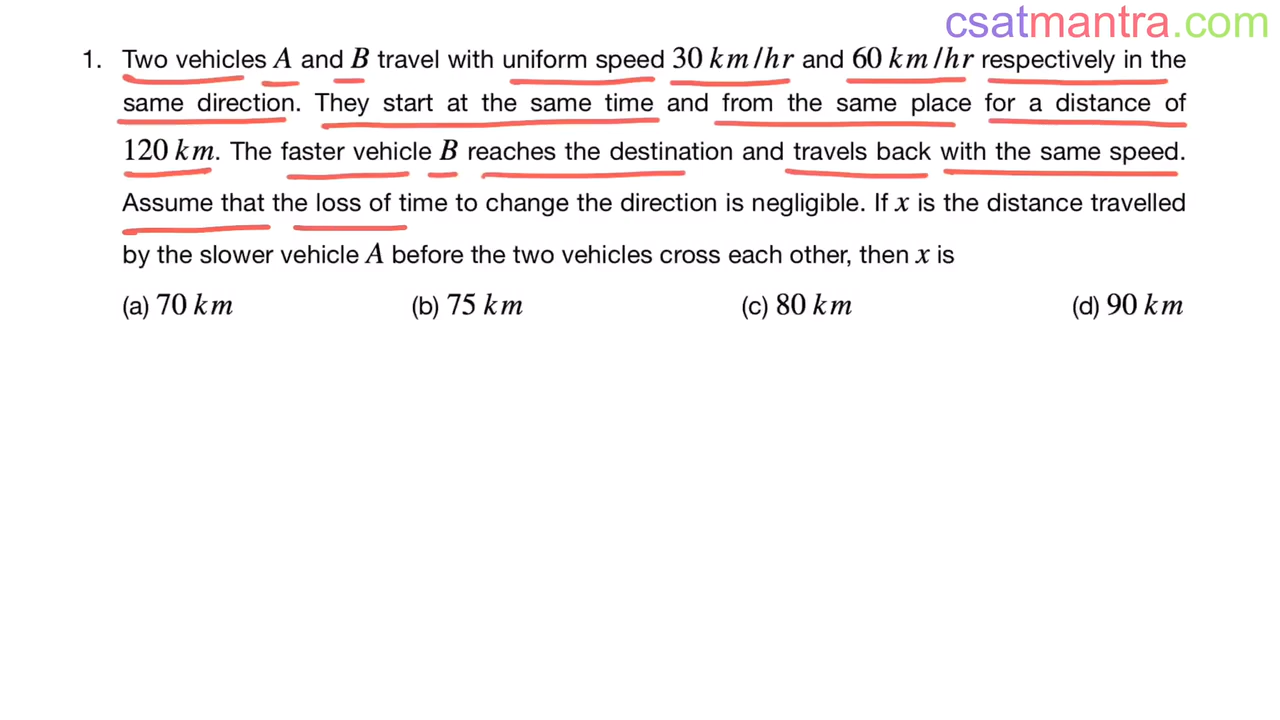 csatmantra.com
1. Two vehicles A and B travel with uniform speed 30 km/hr and 60 km/hr respectively in the
same direction. They start at the same time and from the same place for a distance of
120 km. The faster vehicle B reaches the destination and travels back with the same speed.
Assume that the loss of time to change the direction is negligible. If x is the distance travelled
by the slower vehicle A before the two vehicles cross each other, then x is
(a) 70 km (b) 75 km (c) 80 km (d) 90 km